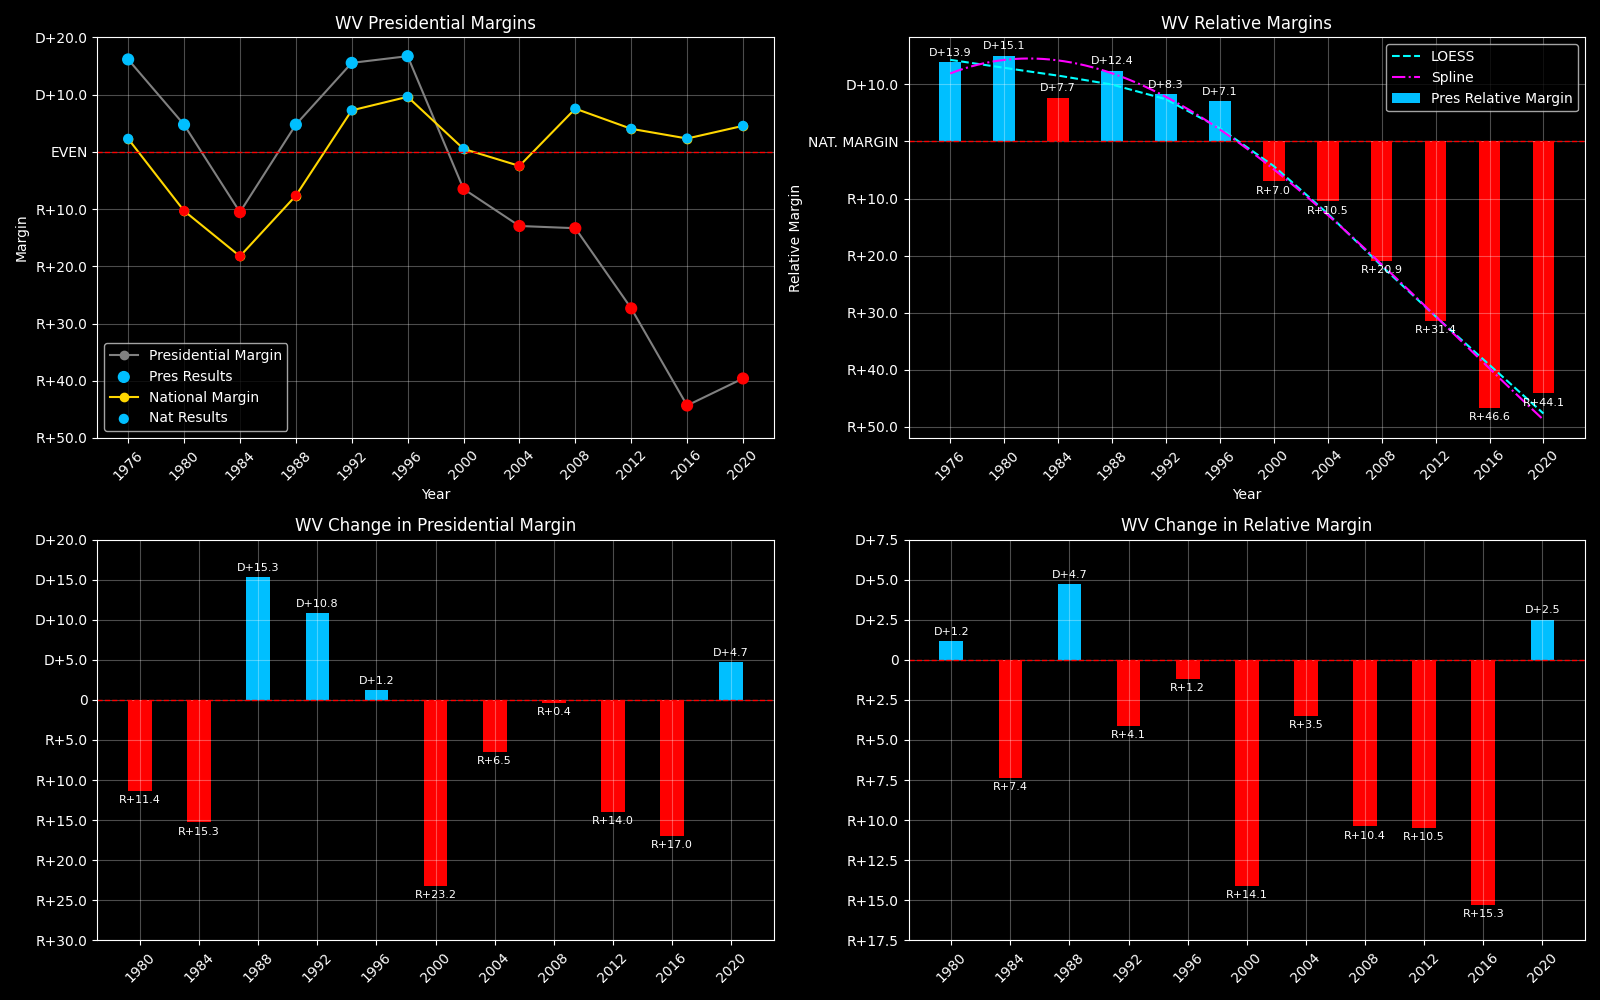 WV Presidential Margins
D+20.0
D+10.0
EVEN
R+10.0
R+20.0
R+30.0
R+40.0
R+50.0
Margin
Presidential Margin
Pres Results
National Margin
Nat Results
1976 1980 1984 1988 1992 1996 2000 2004 2008 2012 2016 2020
Year
WV Relative Margins
D+10.0
NAT. MARGIN
R+10.0
R+20.0
R+30.0
R+40.0
R+50.0
Relative Margin
LOESS
Spline
Pres Relative Margin
D+13.9 D+15.1 D+7.7 D+12.4 D+8.3 D+7.1 R+7.0 R+10.5 R+20.9 R+31.4 R+46.6 R+44.1
1976 1980 1984 1988 1992 1996 2000 2004 2008 2012 2016 2020
Year
WV Change in Presidential Margin
D+20.0
D+15.0
D+10.0
D+5.0
0
R+5.0
R+10.0
R+15.0
R+20.0
R+25.0
R+30.0
R+11.4 R+15.3 D+15.3 D+10.8 D+1.2 R+23.2 R+6.5 R+0.4 R+14.0 R+17.0 D+4.7
1980 1984 1988 1992 1996 2000 2004 2008 2012 2016 2020
WV Change in Relative Margin
D+7.5
D+5.0
D+2.5
0
R+2.5
R+5.0
R+7.5
R+10.0
R+12.5
R+15.0
R+17.5
D+1.2 R+7.4 D+4.7 R+4.1 R+1.2 R+14.1 R+3.5 R+10.4 R+10.5 R+15.3 D+2.5
1980 1984 1988 1992 1996 2000 2004 2008 2012 2016 2020